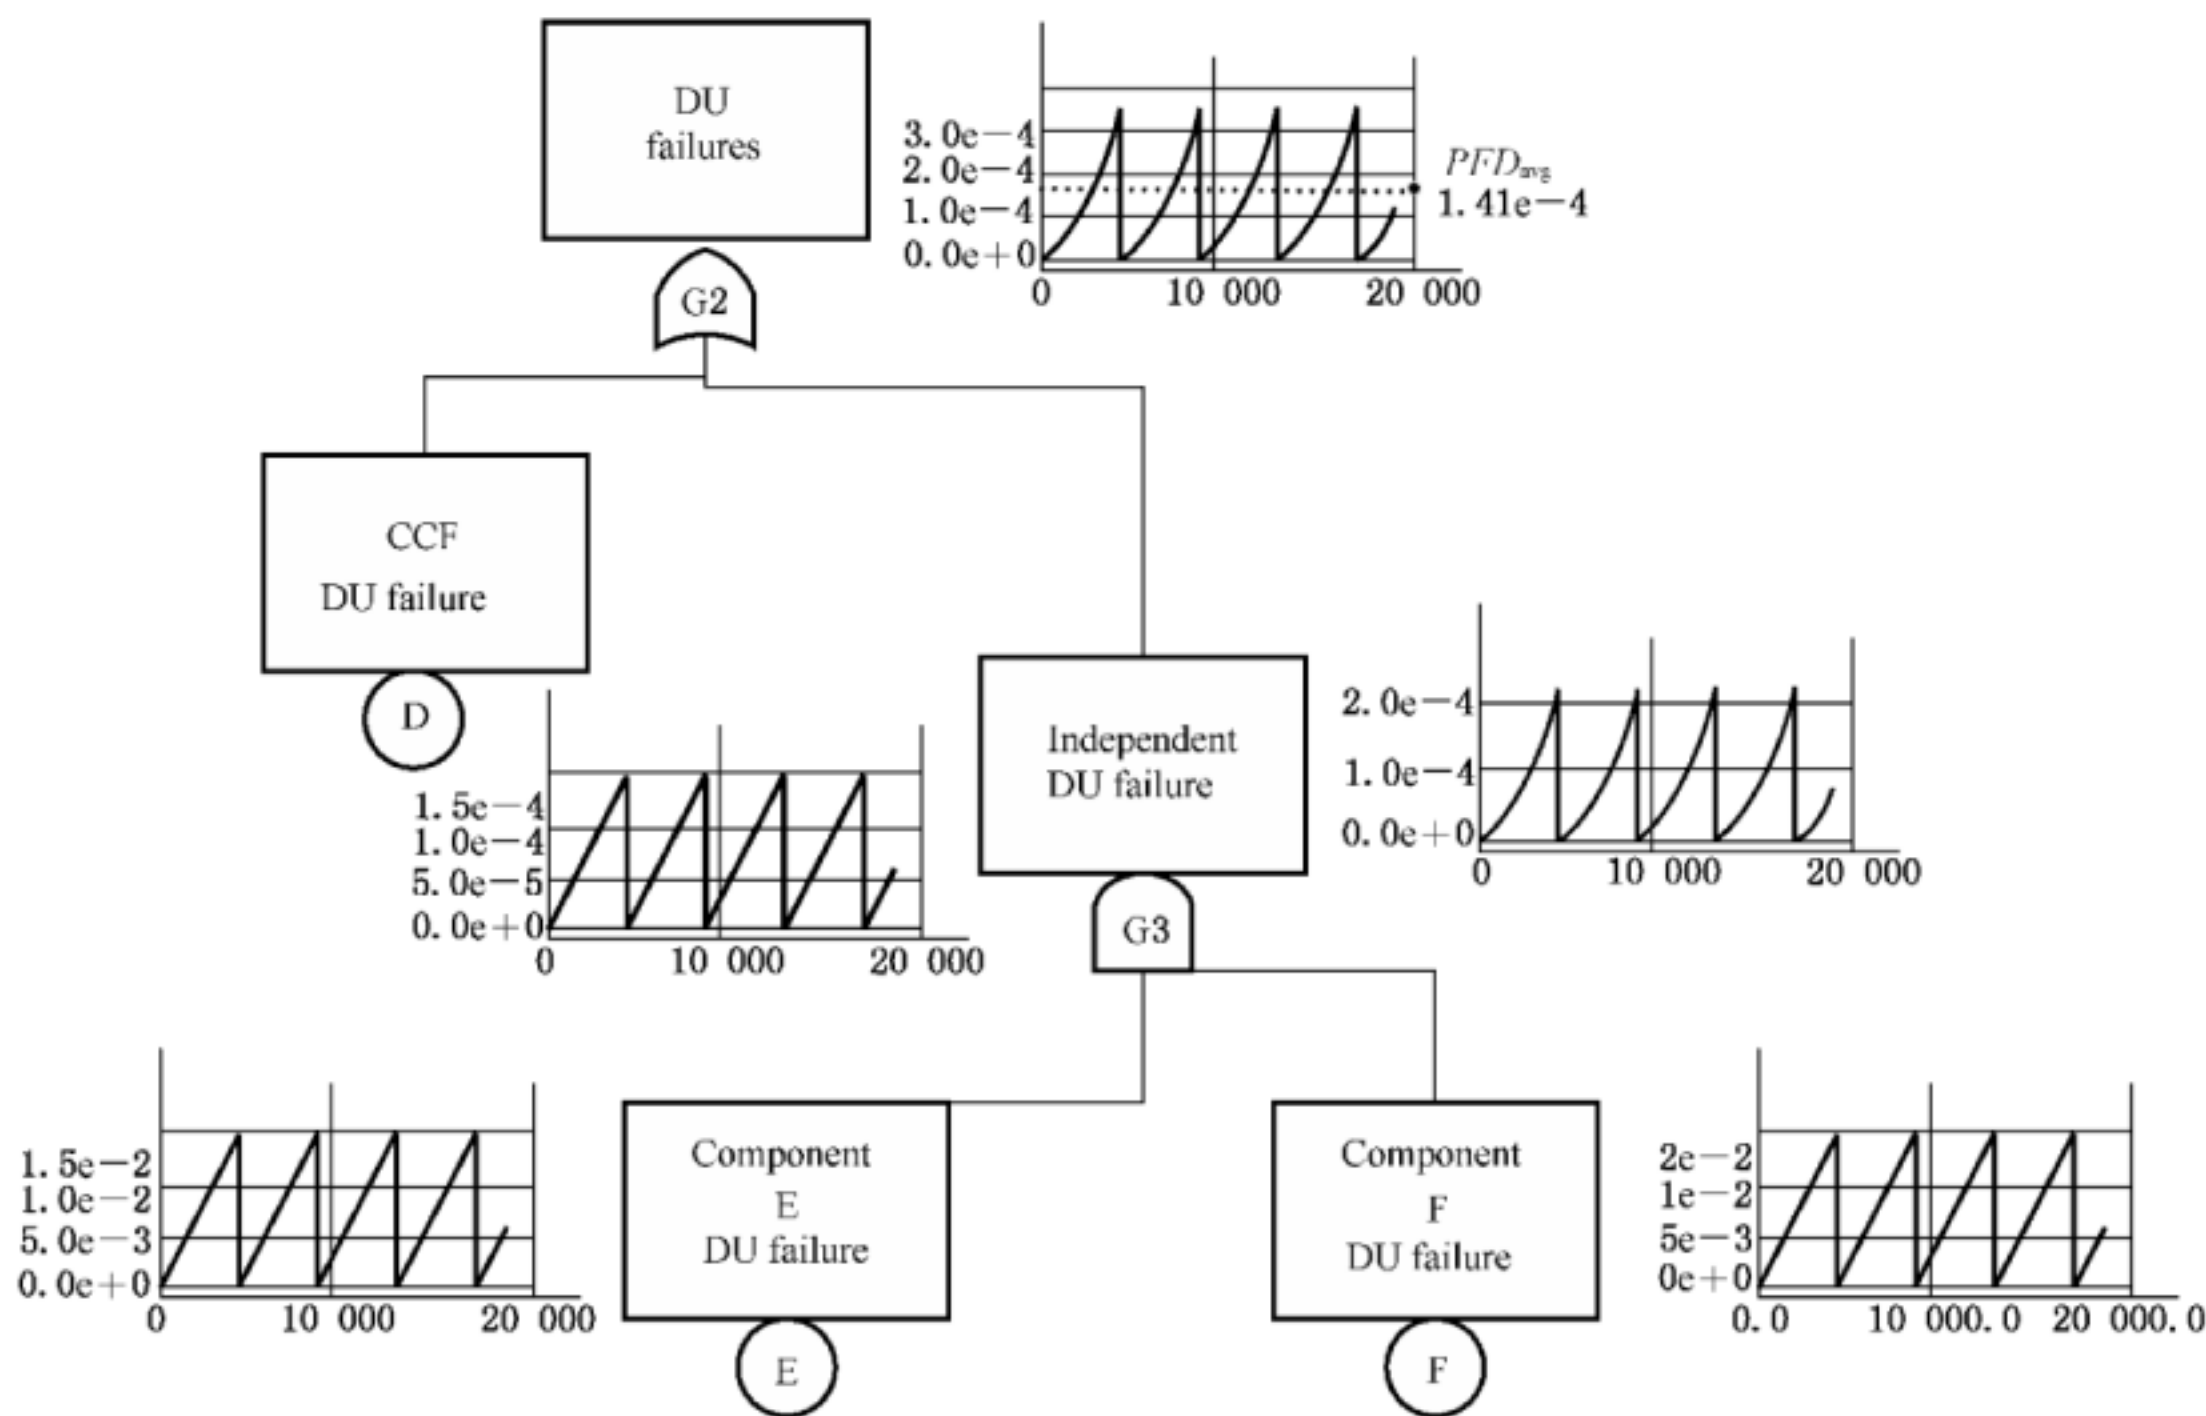 DU
failures
3.0e−4
2.0e−4
1.0e−4
0.0e+0
0
10 000
20 000
PFDavg
1.41e−4
G2
CCF
DU failure
D
1.5e−4
1.0e−4
5.0e−5
0.0e+0
0
10 000
20 000
Independent
DU failure
2.0e−4
1.0e−4
0.0e+0
0
10 000
20 000
G3
1.5e−2
1.0e−2
5.0e−3
0.0e+0
0
10 000
20 000
Component
E
DU failure
E
Component
F
DU failure
F
2e−2
1e−2
5e−3
0e+0
0.0
10 000.0
20 000.0